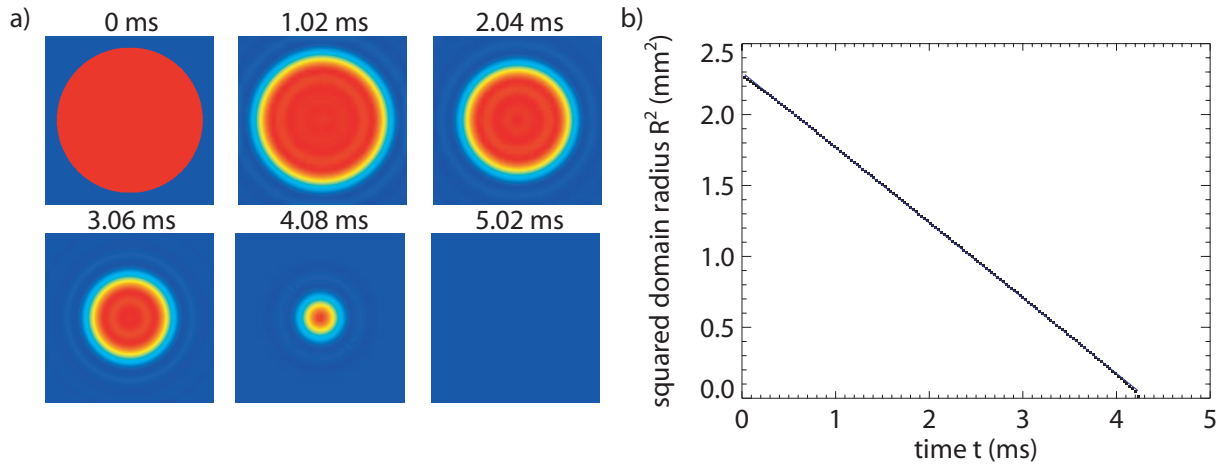 a)
0 ms 1.02 ms 2.04 ms
3.06 ms 4.08 ms 5.02 ms
b)
squared domain radius R² (mm²)
2.5
2.0
1.5
1.0
0.5
0.0
0 1 2 3 4 5
time t (ms)